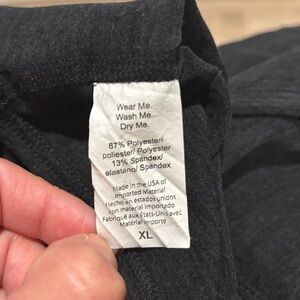 Wear Me.
Wash Me.
Dry Me.
87% Polyester/
poliester/ Polyester
13% Spandex/
elastano/ Spandex
Made in the USA of
Imported Material
Hecho en estados unidos
con material importado
Fabriqué aux États-Unis avec
Matériel importé
XL